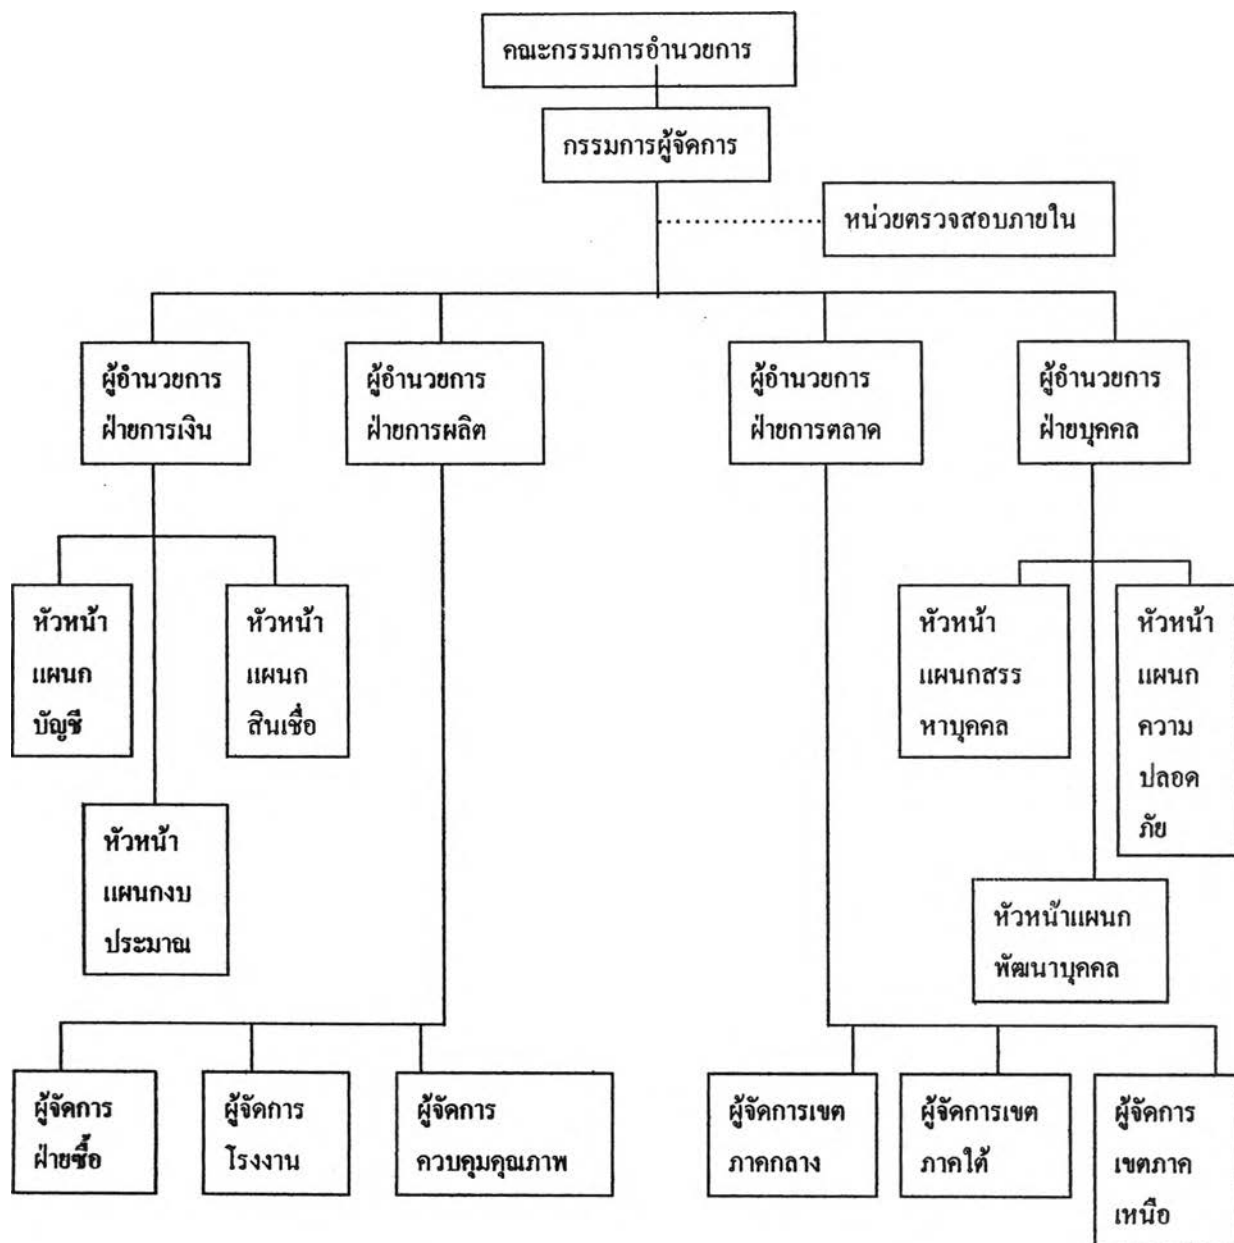 คณะกรรมการอำนวยการ
กรรมการผู้จัดการ
หน่วยตรวจสอบภายใน
ผู้อำนวยการ
ฝ่ายการเงิน
ผู้อำนวยการ
ฝ่ายการผลิต
ผู้อำนวยการ
ฝ่ายการตลาด
ผู้อำนวยการ
ฝ่ายบุคคล
หัวหน้า
แผนก
บัญชี
หัวหน้า
แผนก
สินเชื่อ
หัวหน้า
แผนกสรร
หาบุคคล
หัวหน้า
แผนก
ความ
ปลอด
ภัย
หัวหน้า
แผนกงบ
ประมาณ
หัวหน้าแผนก
พัฒนาบุคคล
ผู้จัดการ
ฝ่ายซื้อ
ผู้จัดการ
โรงงาน
ผู้จัดการ
ควบคุมคุณภาพ
ผู้จัดการเขต
ภาคกลาง
ผู้จัดการเขต
ภาคใต้
ผู้จัดการ
เขตภาค
เหนือ